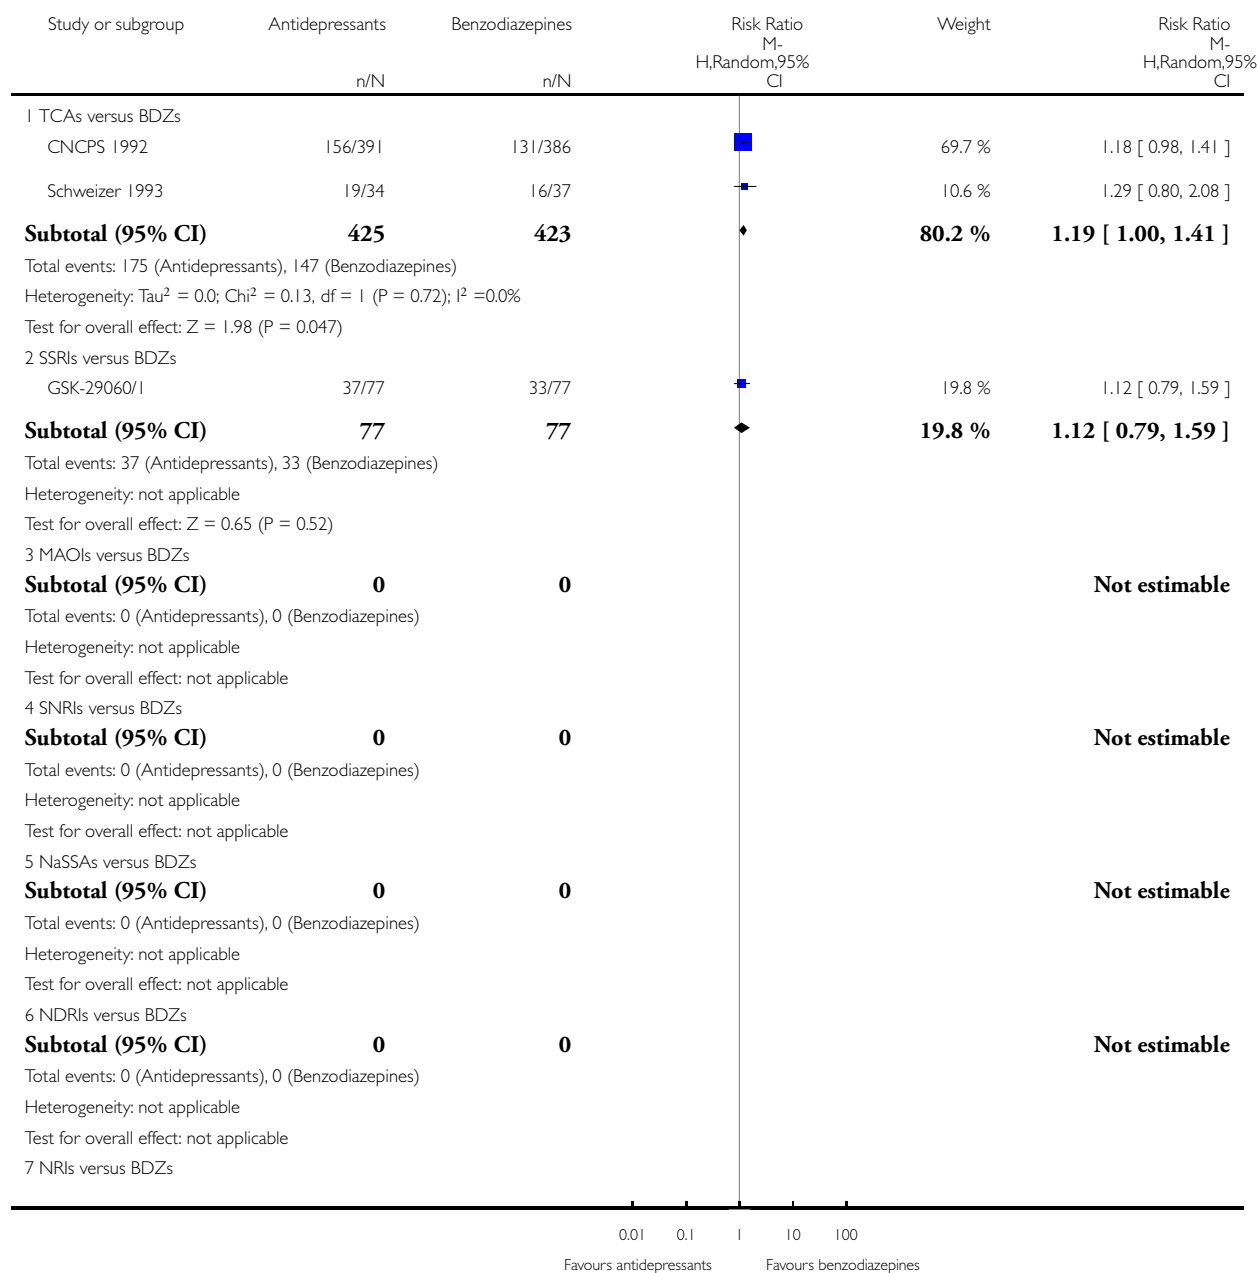 Study or subgroup Antidepressants Benzodiazepines Risk Ratio Weight Risk Ratio
M- M-
H,Random,95% H,Random,95%
n/N n/N CI CI
1 TCAs versus BDZs
CNCPS 1992 156/391 131/386 69.7 % 1.18 [ 0.98, 1.41 ]
Schweizer 1993 19/34 16/37 10.6 % 1.29 [ 0.80, 2.08 ]
Subtotal (95% CI) 425 423 80.2 % 1.19 [ 1.00, 1.41 ]
Total events: 175 (Antidepressants), 147 (Benzodiazepines)
Heterogeneity: Tau² = 0.0; Chi² = 0.13, df = 1 (P = 0.72); I² =0.0%
Test for overall effect: Z = 1.98 (P = 0.047)
2 SSRIs versus BDZs
GSK-29060/1 37/77 33/77 19.8 % 1.12 [ 0.79, 1.59 ]
Subtotal (95% CI) 77 77 19.8 % 1.12 [ 0.79, 1.59 ]
Total events: 37 (Antidepressants), 33 (Benzodiazepines)
Heterogeneity: not applicable
Test for overall effect: Z = 0.65 (P = 0.52)
3 MAOIs versus BDZs
Subtotal (95% CI) 0 0 Not estimable
Total events: 0 (Antidepressants), 0 (Benzodiazepines)
Heterogeneity: not applicable
Test for overall effect: not applicable
4 SNRIs versus BDZs
Subtotal (95% CI) 0 0 Not estimable
Total events: 0 (Antidepressants), 0 (Benzodiazepines)
Heterogeneity: not applicable
Test for overall effect: not applicable
5 NaSSAs versus BDZs
Subtotal (95% CI) 0 0 Not estimable
Total events: 0 (Antidepressants), 0 (Benzodiazepines)
Heterogeneity: not applicable
Test for overall effect: not applicable
6 NDRIs versus BDZs
Subtotal (95% CI) 0 0 Not estimable
Total events: 0 (Antidepressants), 0 (Benzodiazepines)
Heterogeneity: not applicable
Test for overall effect: not applicable
7 NRIs versus BDZs
0.01 0.1 1 10 100
Favours antidepressants Favours benzodiazepines